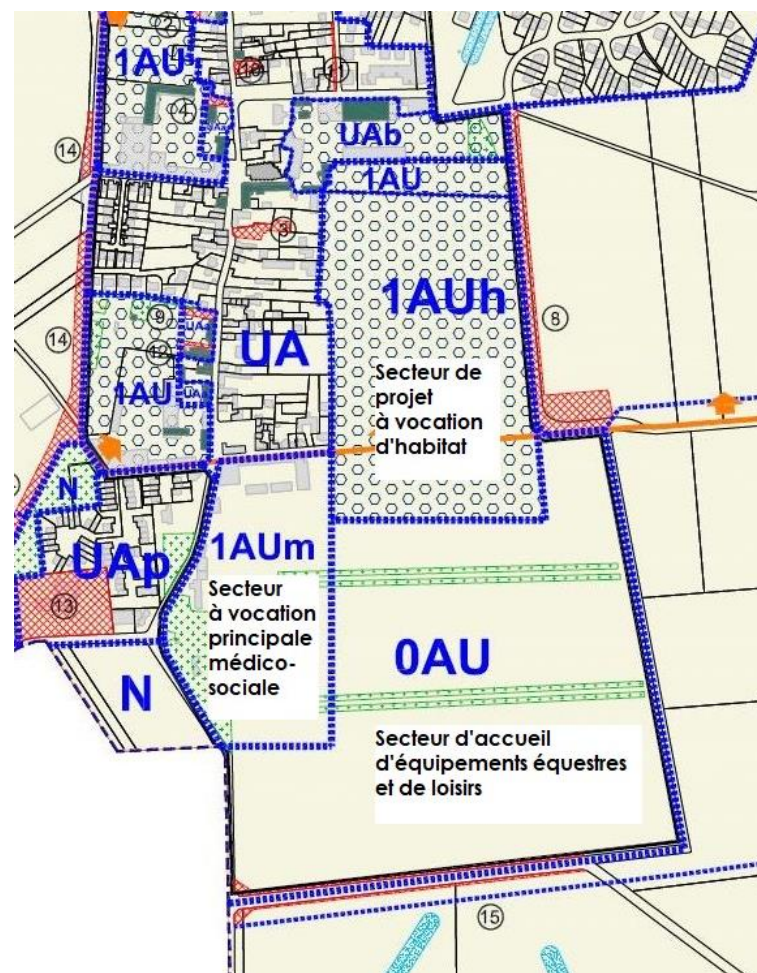 1AU
14
UAb
1AU
3
1AUh
8
14
9
12
UA
1AU
UA
Secteur de
projet
à vocation
d'habitat
N
UAp
1AUm
13
Secteur
à vocation
principale
médico-
sociale
0AU
N
Secteur d'accueil
d'équipements équestres
et de loisirs
15